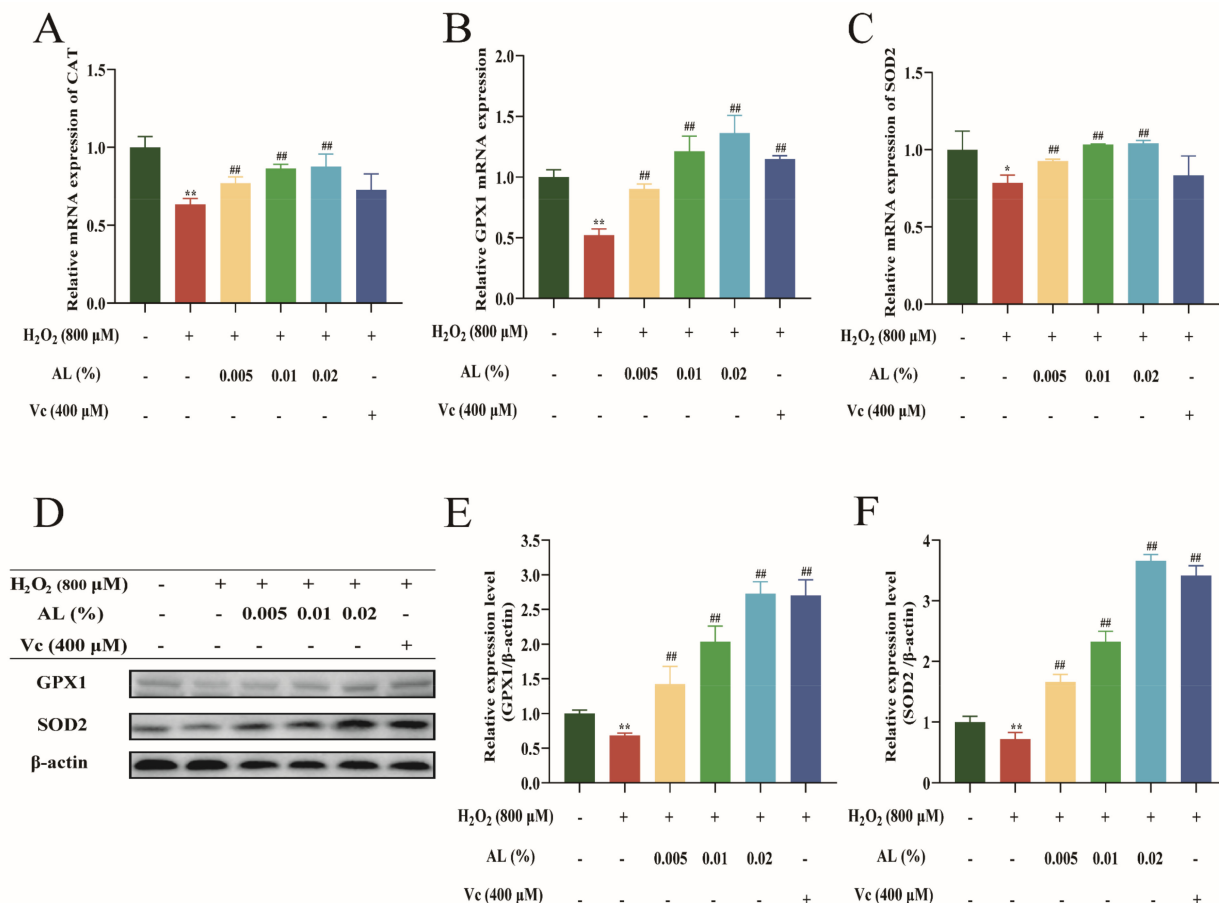 A
Relative mRNA expression of CAT
1.5
1.0
0.5
0.0
** ## ## ##
H₂O₂ (800 μM) - + + + + +
AL (%) - - 0.005 0.01 0.02 -
Vc (400 μM) - - - - - +
B
Relative GPX1 mRNA expression
2.0
1.5
1.0
0.5
0.0
** ## ## ## ##
H₂O₂ (800 μM) - + + + + +
AL (%) - - 0.005 0.01 0.02 -
Vc (400 μM) - - - - - +
C
Relative mRNA expression of SOD2
1.5
1.0
0.5
0.0
* ## ## ##
H₂O₂ (800 μM) - + + + + +
AL (%) - - 0.005 0.01 0.02 -
Vc (400 μM) - - - - - +
D
H₂O₂ (800 μM) - + + + + +
AL (%) - - 0.005 0.01 0.02 -
Vc (400 μM) - - - - - +
GPX1
SOD2
β-actin
E
Relative expression level
(GPX1/β-actin)
3.5
3.0
2.5
2.0
1.5
1.0
0.5
0.0
** ## ## ## ##
H₂O₂ (800 μM) - + + + + +
AL (%) - - 0.005 0.01 0.02 -
Vc (400 μM) - - - - - +
F
Relative expression level
(SOD2 /β-actin)
4
3
2
1
0
** ## ## ## ##
H₂O₂ (800 μM) - + + + + +
AL (%) - - 0.005 0.01 0.02 -
Vc (400 μM) - - - - - +